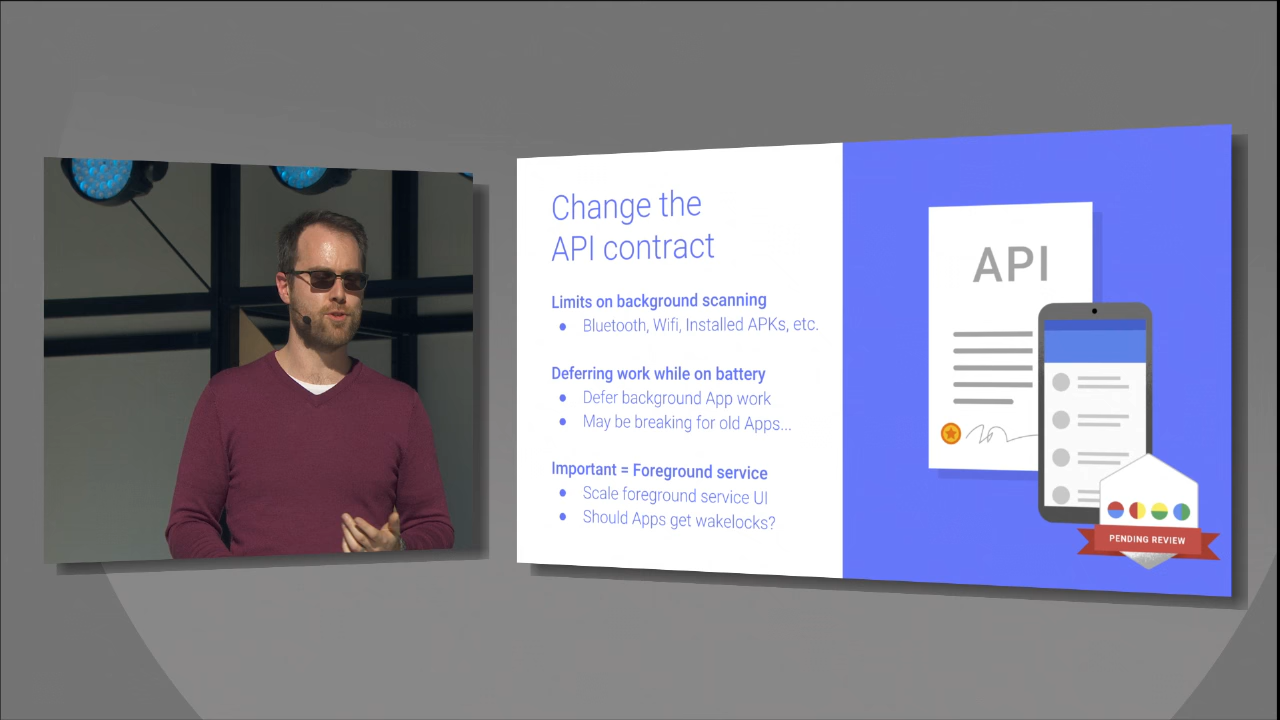 Change the
API contract
Limits on background scanning
● Bluetooth, Wifi, Installed APKs, etc.
Deferring work while on battery
● Defer background App work
● May be breaking for old Apps...
Important = Foreground service
● Scale foreground service UI
● Should Apps get wakelocks?
API
PENDING REVIEW